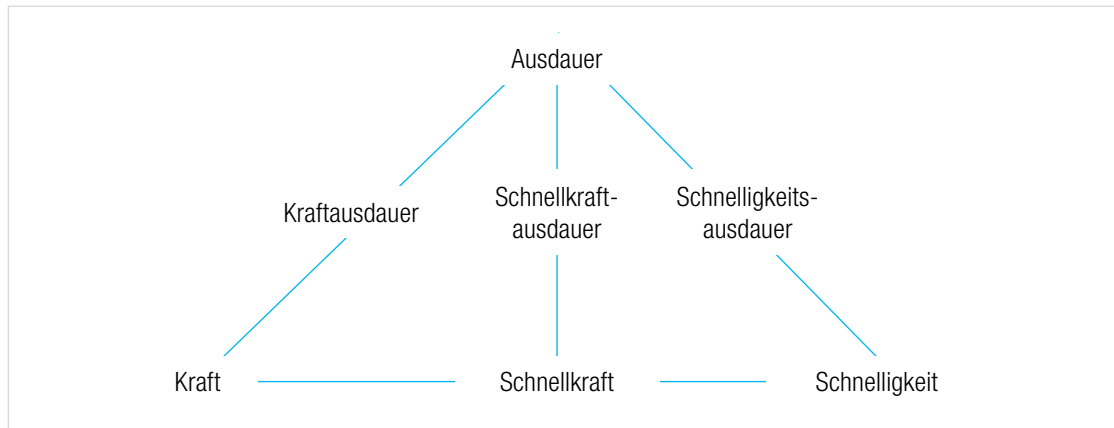 Ausdauer
Kraftausdauer
Schnellkraft-
ausdauer
Schnelligkeits-
ausdauer
Kraft
Schnellkraft
Schnelligkeit